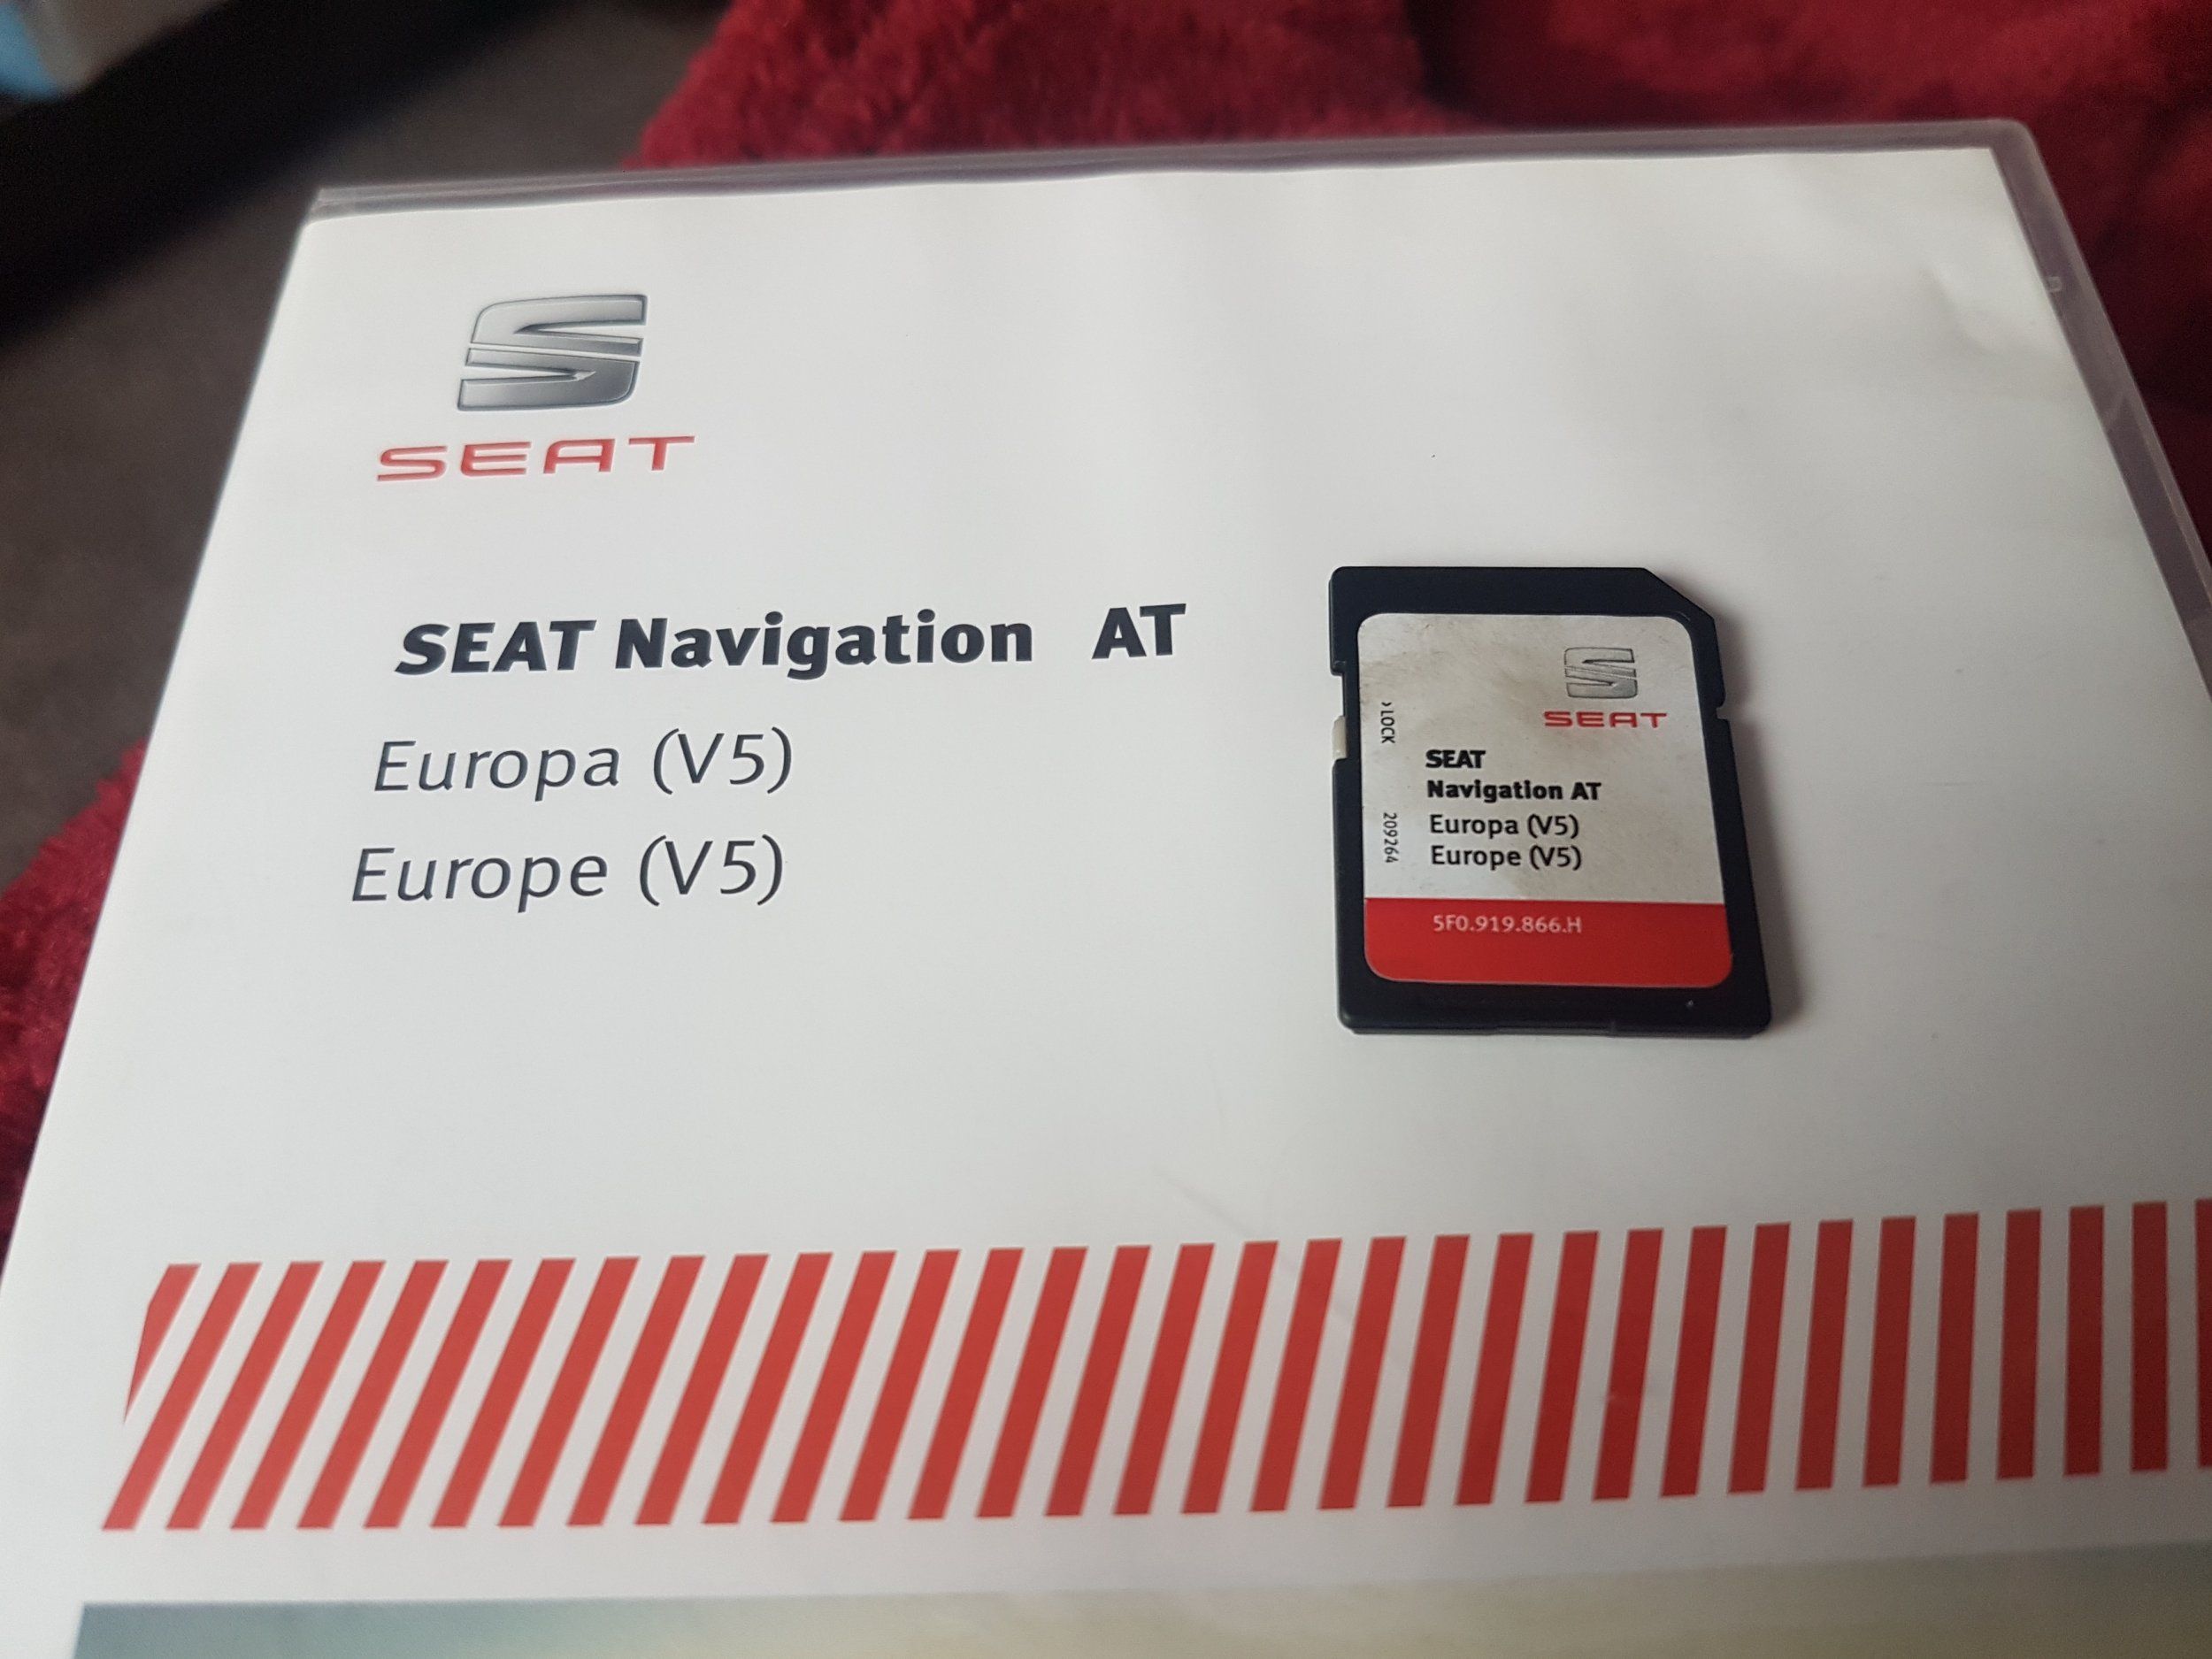 SEAT
SEAT Navigation AT
Europa (V5)
Europe (V5)
SEAT
>LOCK
209264
SEAT
Navigation AT
Europa (V5)
Europe (V5)
5F0.919.866.H